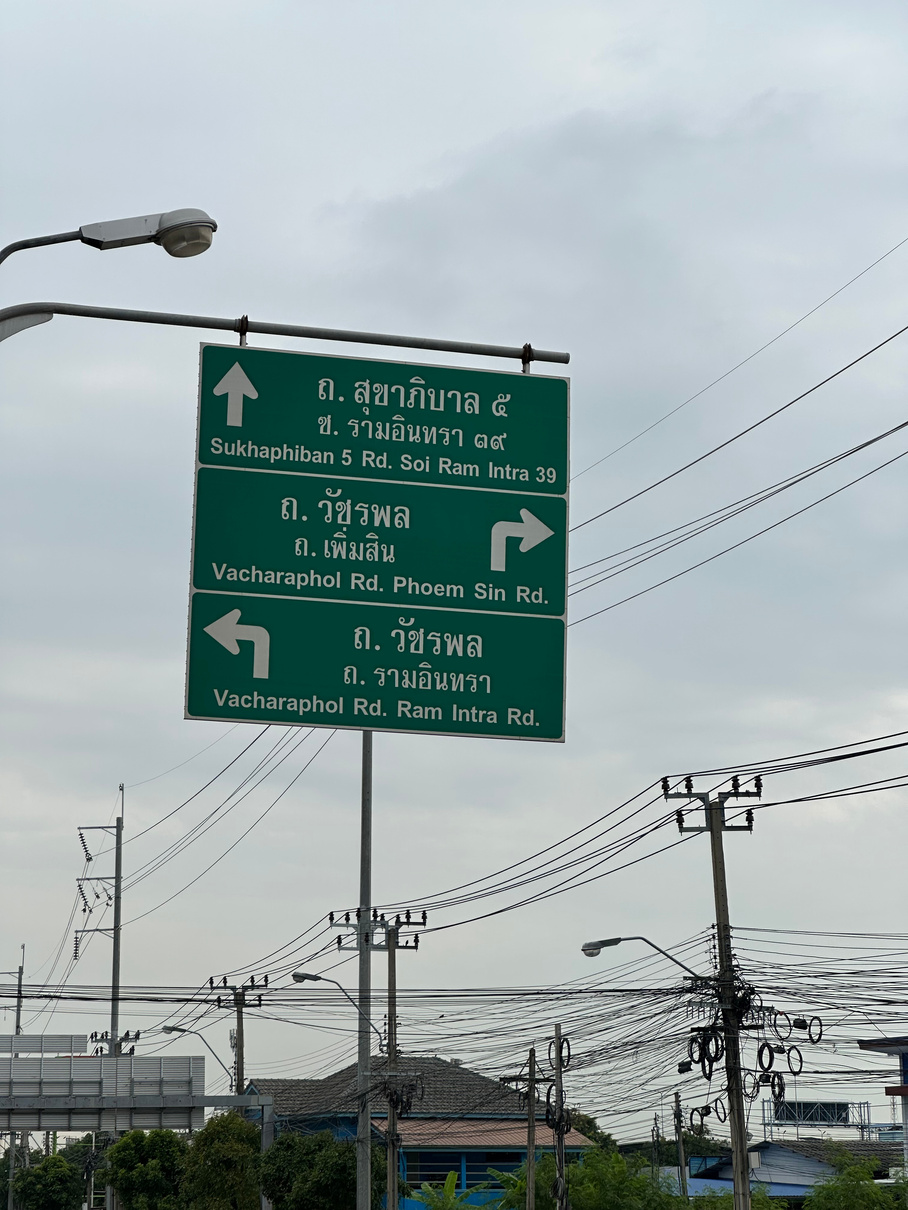 ถ. สุขาภิบาล ๕
ซ. รามอินทรา ๓๙
Sukhaphiban 5 Rd. Soi Ram Intra 39
ถ. วัชรพล
ถ. เพิ่มสิน
Vacharaphol Rd. Phoem Sin Rd.
ถ. วัชรพล
ถ. รามอินทรา
Vacharaphol Rd. Ram Intra Rd.